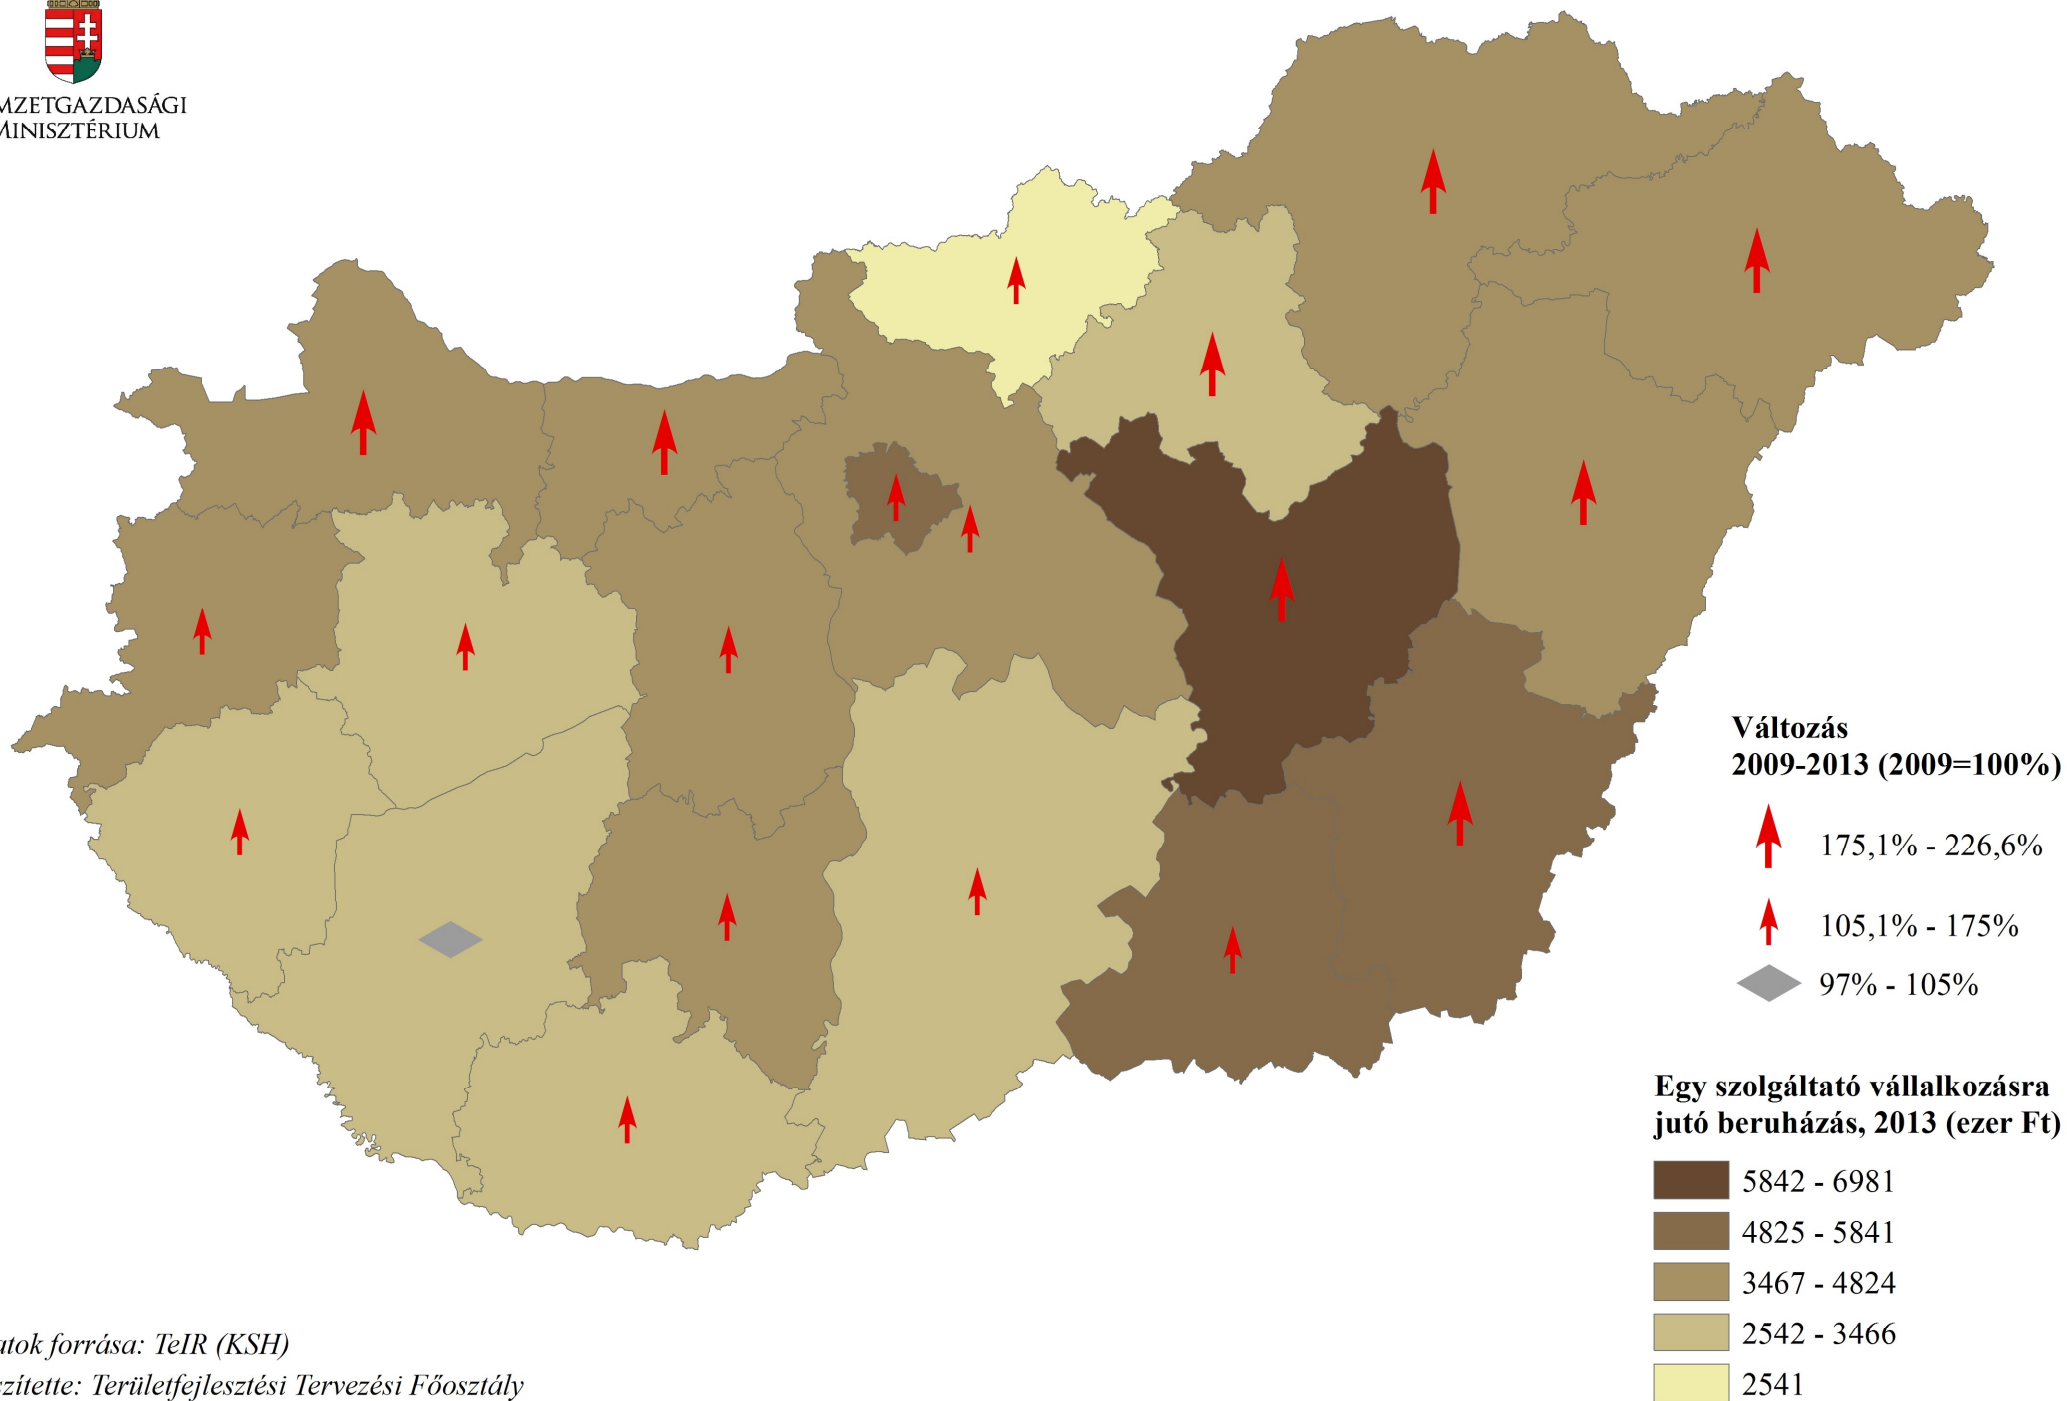 MZETGAZDASÁGI
MINISZTÉRIUM
Változás
2009-2013 (2009=100%)
175,1% - 226,6%
105,1% - 175%
97% - 105%
Egy szolgáltató vállalkozásra
jutó beruházás, 2013 (ezer Ft)
5842 - 6981
4825 - 5841
3467 - 4824
2542 - 3466
2541
atok forrása: TeIR (KSH)
szítette: Területfejlesztési Tervezési Főosztály